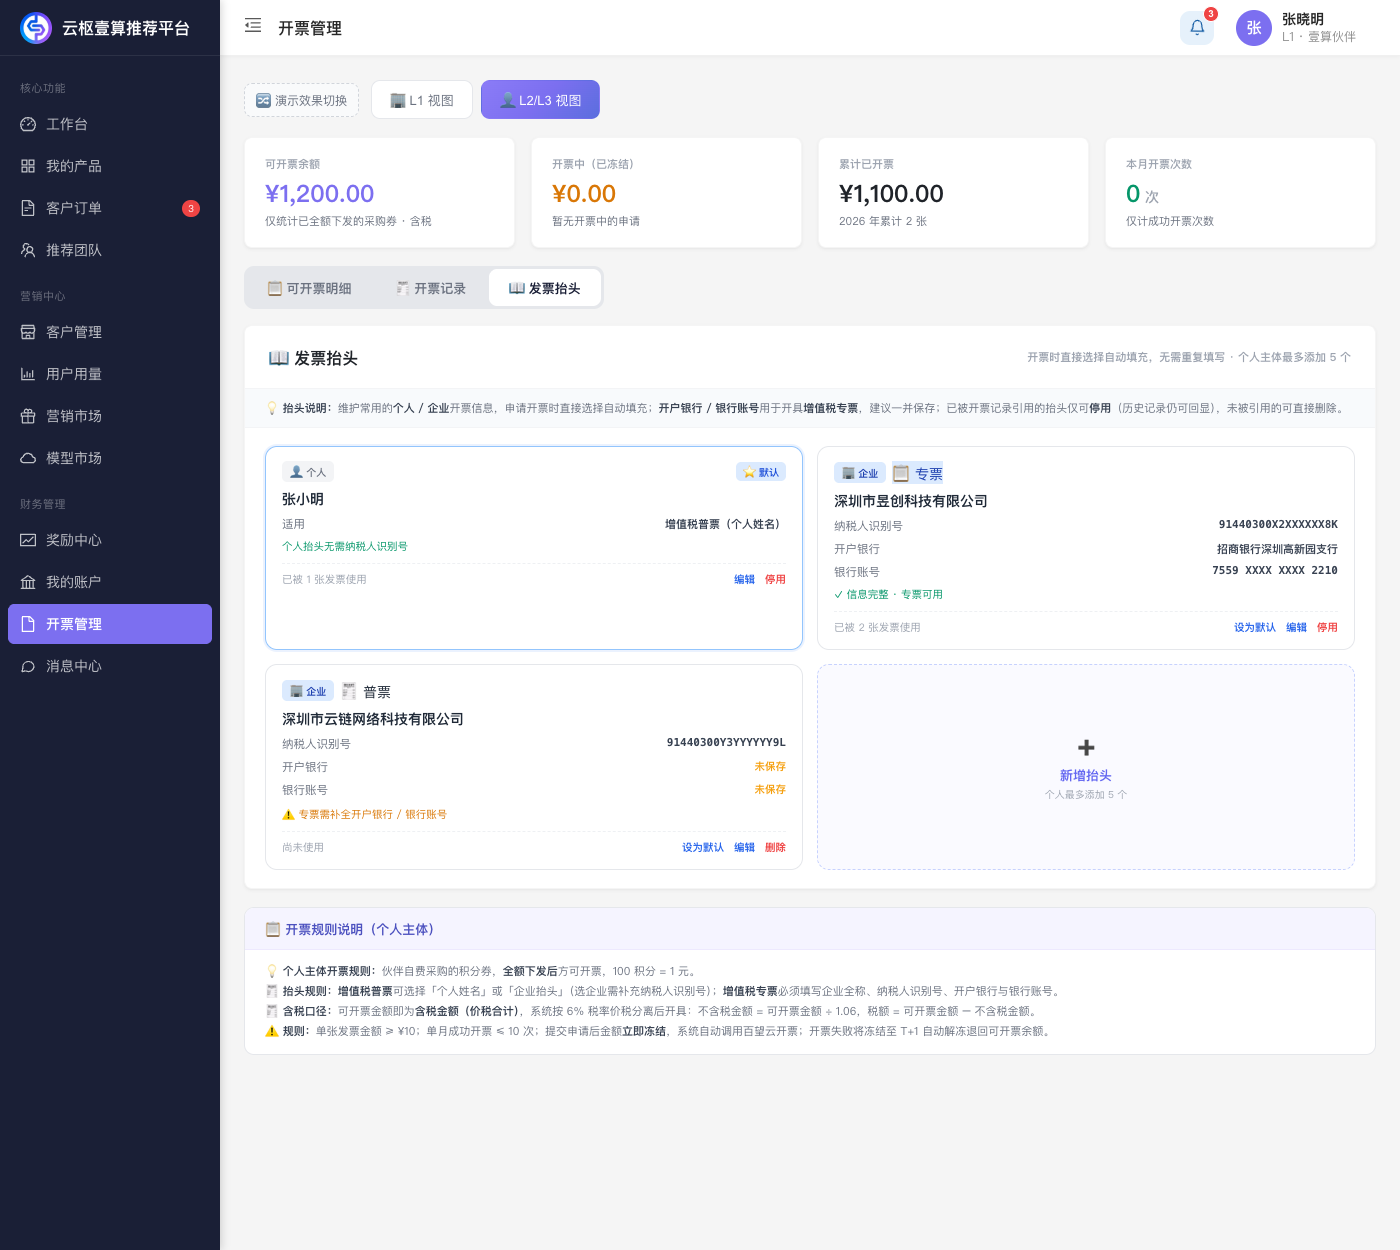 云枢壹算推荐平台
核心功能
工作台
我的产品
客户订单
3
推荐团队
营销中心
客户管理
用户用量
营销市场
模型市场
财务管理
奖励中心
我的账户
开票管理
消息中心
开票管理
3
张
张晓明
L1 · 壹算伙伴
🔀 演示效果切换
🏢 L1 视图
👤 L2/L3 视图
可开票余额
¥1,200.00
仅统计已全额下发的采购券 · 含税
开票中（已冻结）
¥0.00
暂无开票中的申请
累计已开票
¥1,100.00
2026 年累计 2 张
本月开票次数
0 次
仅计成功开票次数
📋 可开票明细
🧾 开票记录
📖 发票抬头
📖 发票抬头
开票时直接选择自动填充，无需重复填写 · 个人主体最多添加 5 个
💡 抬头说明：维护常用的个人 / 企业开票信息，申请开票时直接选择自动填充；开户银行 / 银行账号用于开具增值税专票，建议一并保存；已被开票记录引用的抬头仅可停用（历史记录仍可回显），未被引用的可直接删除。
👤 个人
⭐ 默认
张小明
适用
增值税普票（个人姓名）
个人抬头无需纳税人识别号
已被 1 张发票使用
编辑
停用
🏢 企业
📋 专票
深圳市昱创科技有限公司
纳税人识别号
91440300X2XXXXXX8K
开户银行
招商银行深圳高新园支行
银行账号
7559 XXXX XXXX 2210
✓ 信息完整 · 专票可用
已被 2 张发票使用
设为默认
编辑
停用
🏢 企业
🧾 普票
深圳市云链网络科技有限公司
纳税人识别号
91440300Y3YYYYYY9L
开户银行
未保存
银行账号
未保存
⚠️ 专票需补全开户银行 / 银行账号
尚未使用
设为默认
编辑
删除
➕
新增抬头
个人最多添加 5 个
📋 开票规则说明（个人主体）
💡 个人主体开票规则：伙伴自费采购的积分券，全额下发后方可开票，100 积分 = 1 元。
🧾 抬头规则：增值税普票可选择「个人姓名」或「企业抬头」（选企业需补充纳税人识别号）；增值税专票必须填写企业全称、纳税人识别号、开户银行与银行账号。
🧾 含税口径：可开票金额即为含税金额（价税合计），系统按 6% 税率价税分离后开具：不含税金额 = 可开票金额 ÷ 1.06，税额 = 可开票金额 − 不含税金额。
⚠️ 规则：单张发票金额 ≥ ¥10；单月成功开票 ≤ 10 次；提交申请后金额立即冻结，系统自动调用百望云开票；开票失败将冻结至 T+1 自动解冻退回可开票余额。